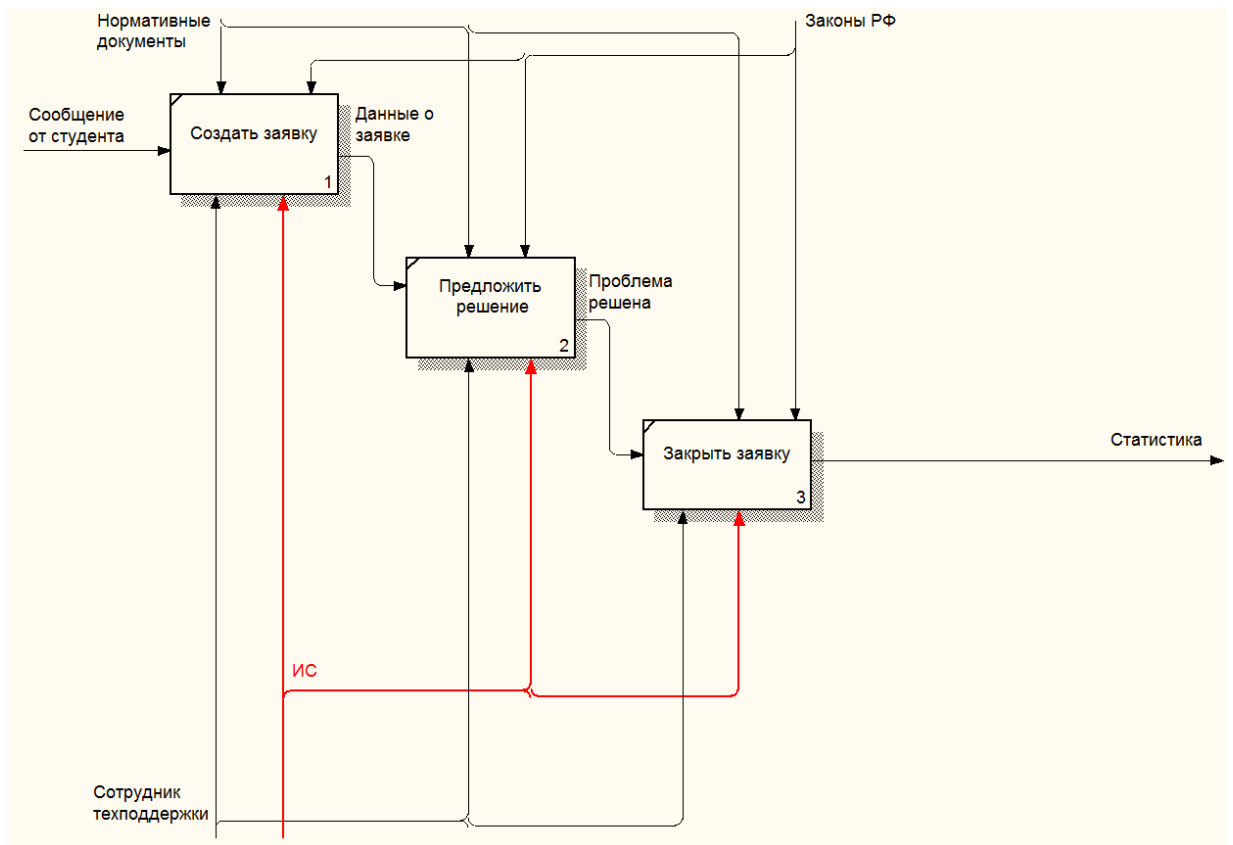 Нормативные
документы
Законы РФ
Сообщение
от студента
Создать заявку
1
Данные о
заявке
Предложить
решение
2
Проблема
решена
Закрыть заявку
3
Статистика
ИС
Сотрудник
техподдержки